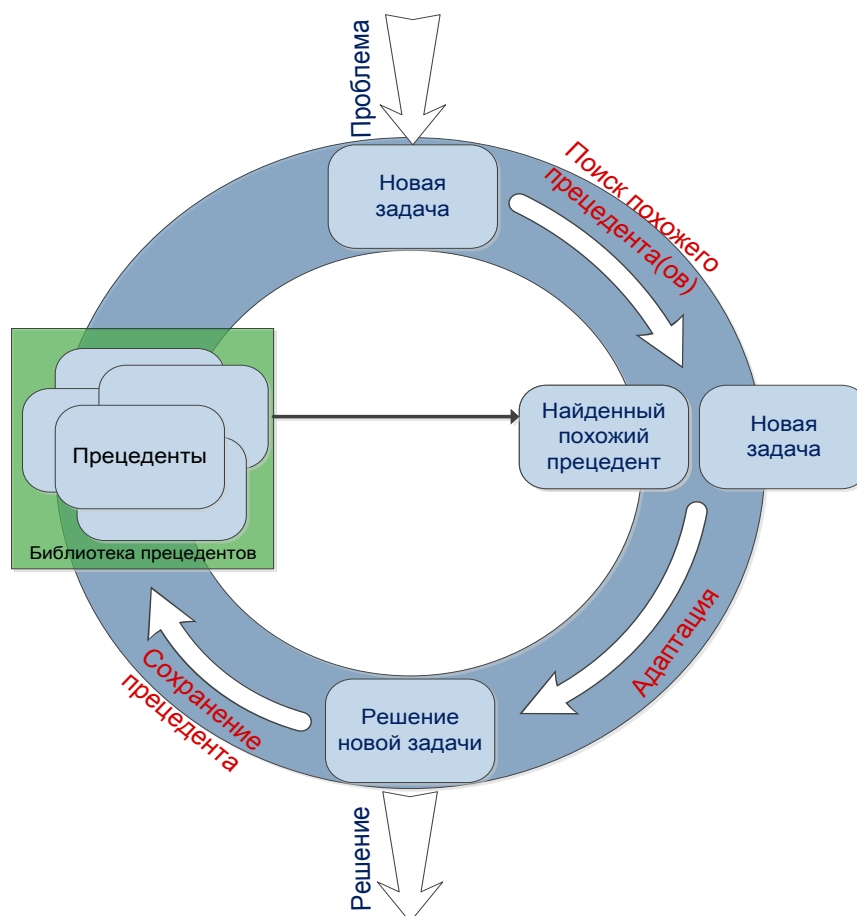 Проблема
Новая
задача
Поиск похожего
прецедента(ов)
Прецеденты
Библиотека прецедентов
Найденный
похожий
прецедент
Новая
задача
Адаптация
Решение
новой задачи
Сохранение
прецедента
Решение